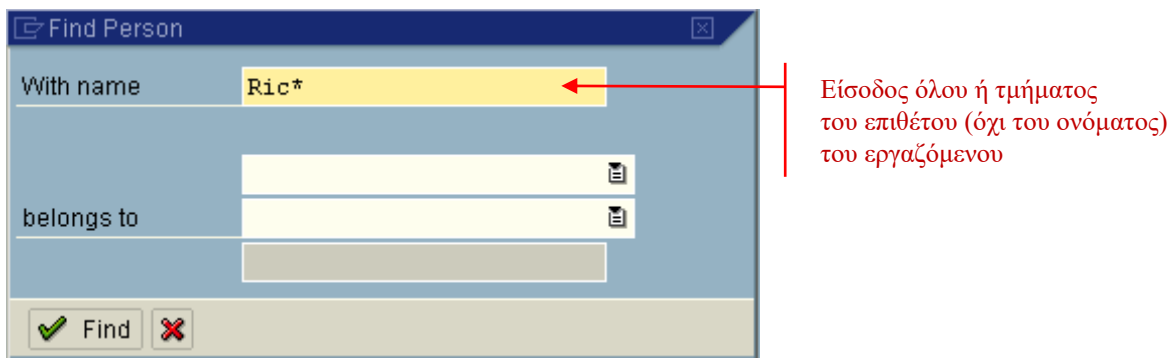 Find Person
With name Ric*
Είσοδος όλου ή τμήματος
του επιθέτου (όχι του ονόματος)
του εργαζόμενου
belongs to
Find